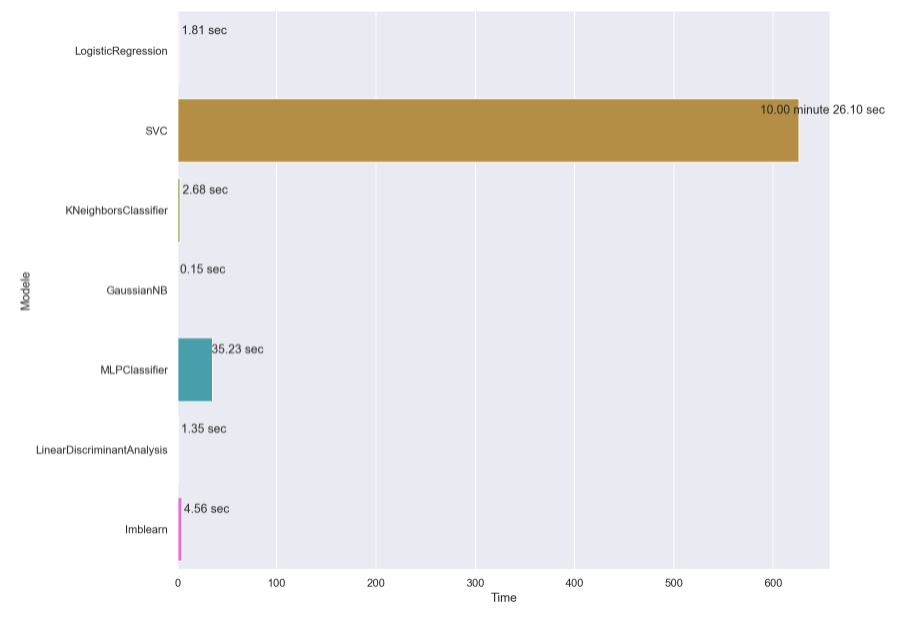 1.81 sec
LogisticRegression
10.00 minute 26.10 sec
SVC
2.68 sec
KNeighborsClassifier
0.15 sec
GaussianNB
Modele
35.23 sec
MLPClassifier
1.35 sec
LinearDiscriminantAnalysis
4.56 sec
Imblearn
0 100 200 300 400 500 600
Time